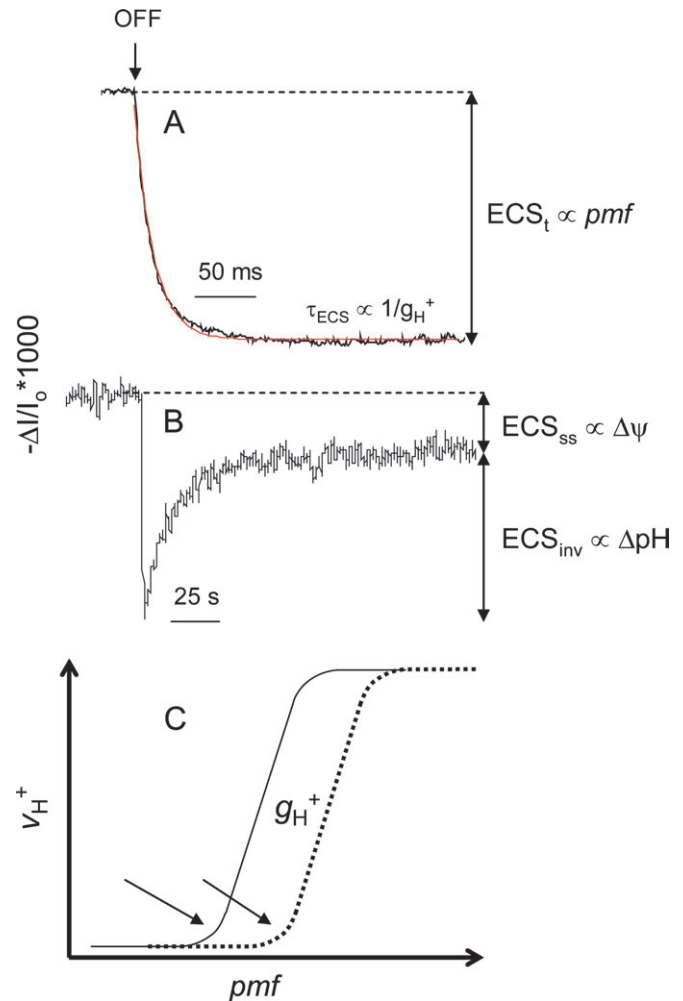 OFF
A
ECSₜ ∝ pmf
50 ms
τECS ∝ 1/gH⁺
-ΔI/Iₒ*1000
B
ECSss ∝ Δψ
ECSinv ∝ ΔpH
25 s
C
vH⁺
gH⁺
pmf